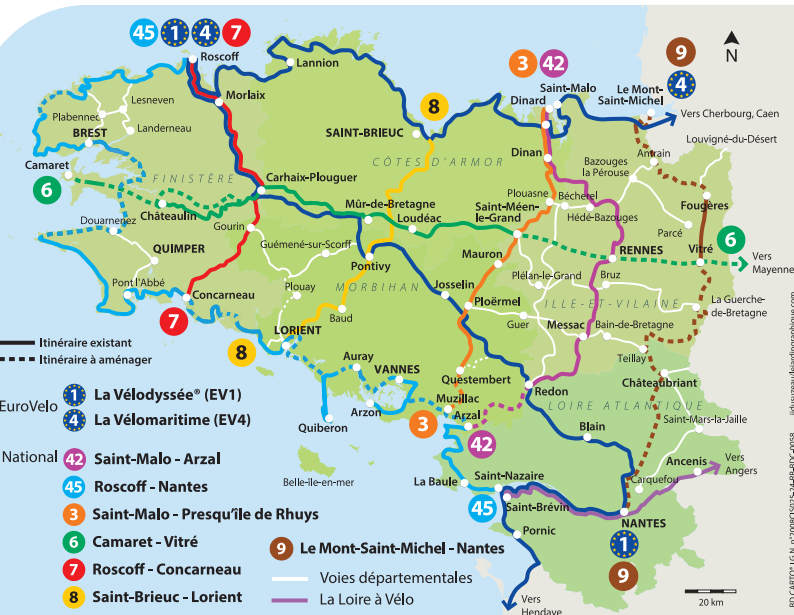 45 1 4 7
Roscoff
Lannion
Morlaix
Lesneven
Plabennec
Landerneau
BREST
Camaret
6
FINISTÈRE
Châteaulin
Carhaix-Plouguer
Douarnenez
Gourin
QUIMPER
Pont l'Abbé
Concarneau
7
SAINT-BRIEUC
8
CÔTES D'ARMOR
Mûr-de-Bretagne
Loudéac
Guémené-sur-Scorff
Pontivy
MORBIHAN
Plouay
Baud
LORIENT
8
Auray
VANNES
Arzon
Quiberon
Belle-île-en-mer
Josselin
Ploërmel
Questembert
Muzillac
Arzal
3
42
3 42
Saint-Malo
Dinard
Dinan
Plouasne
Bécherel
Hédé-Bazouges
Saint-Méen-
le-Grand
Mauron
Plélan-le-Grand
Guer
ILLE-ET-VILAINE
RENNES
Bruz
Messac
Bain-de-Bretagne
Teillay
Redon
9
4
N
Le Mont-
Saint-Michel
Vers Cherbourg, Caen
Louvigné-du-Désert
Antrain
Bazouges
la Pérouse
Fougères
Parcé
Vitré
6
Vers
Mayenne
La Guerche-
de-Bretagne
Châteaubriant
LOIRE ATLANTIQUE
Saint-Mars-la-Jaille
Blain
Ancenis
Vers
Angers
Carquefou
La Baule
Saint-Nazaire
45
Saint-Brévin
Pornic
NANTES
1
9
Vers
Hendaye
20 km
Itinéraire existant
Itinéraire à aménager
EuroVelo
1 La Vélodyssée® (EV1)
4 La Vélomaritime (EV4)
National
42 Saint-Malo - Arzal
45 Roscoff - Nantes
3 Saint-Malo - Presqu'île de Rhuys
6 Camaret - Vitré
7 Roscoff - Concarneau
8 Saint-Brieuc - Lorient
9 Le Mont-Saint-Michel - Nantes
Voies départementales
La Loire à Vélo